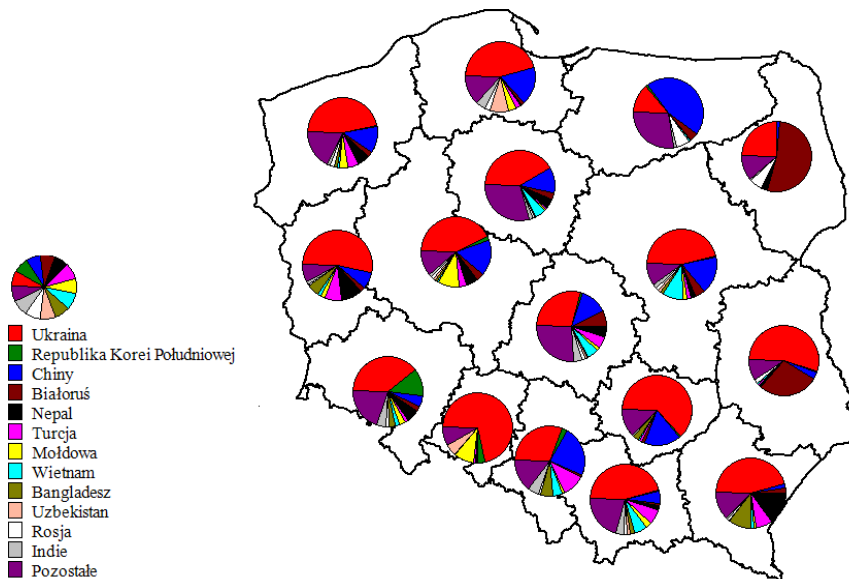 Ukraina
Republika Korei Południowej
Chiny
Białoruś
Nepal
Turcja
Mołdowa
Wietnam
Bangladesz
Uzbekistan
Rosja
Indie
Pozostałe